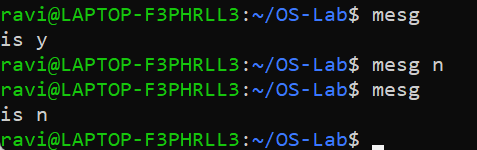 ravi@LAPTOP-F3PHRLL3:~/OS-Lab$ mesg
is y
ravi@LAPTOP-F3PHRLL3:~/OS-Lab$ mesg n
ravi@LAPTOP-F3PHRLL3:~/OS-Lab$ mesg
is n
ravi@LAPTOP-F3PHRLL3:~/OS-Lab$